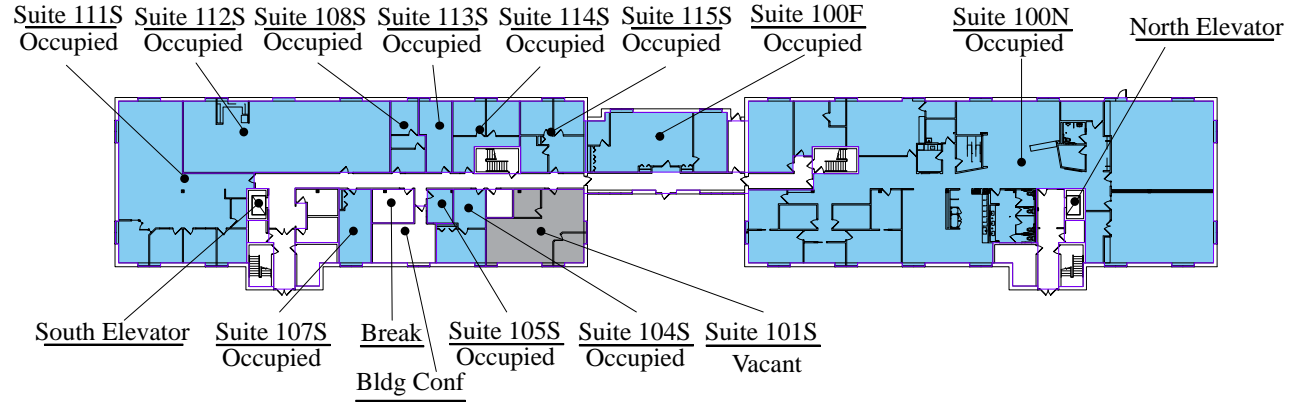 Suite 111S
Occupied
Suite 112S
Occupied
Suite 108S
Occupied
Suite 113S
Occupied
Suite 114S
Occupied
Suite 115S
Occupied
Suite 100F
Occupied
Suite 100N
Occupied
North Elevator
South Elevator
Suite 107S
Occupied
Break
Bldg Conf
Suite 105S
Occupied
Suite 104S
Occupied
Suite 101S
Vacant